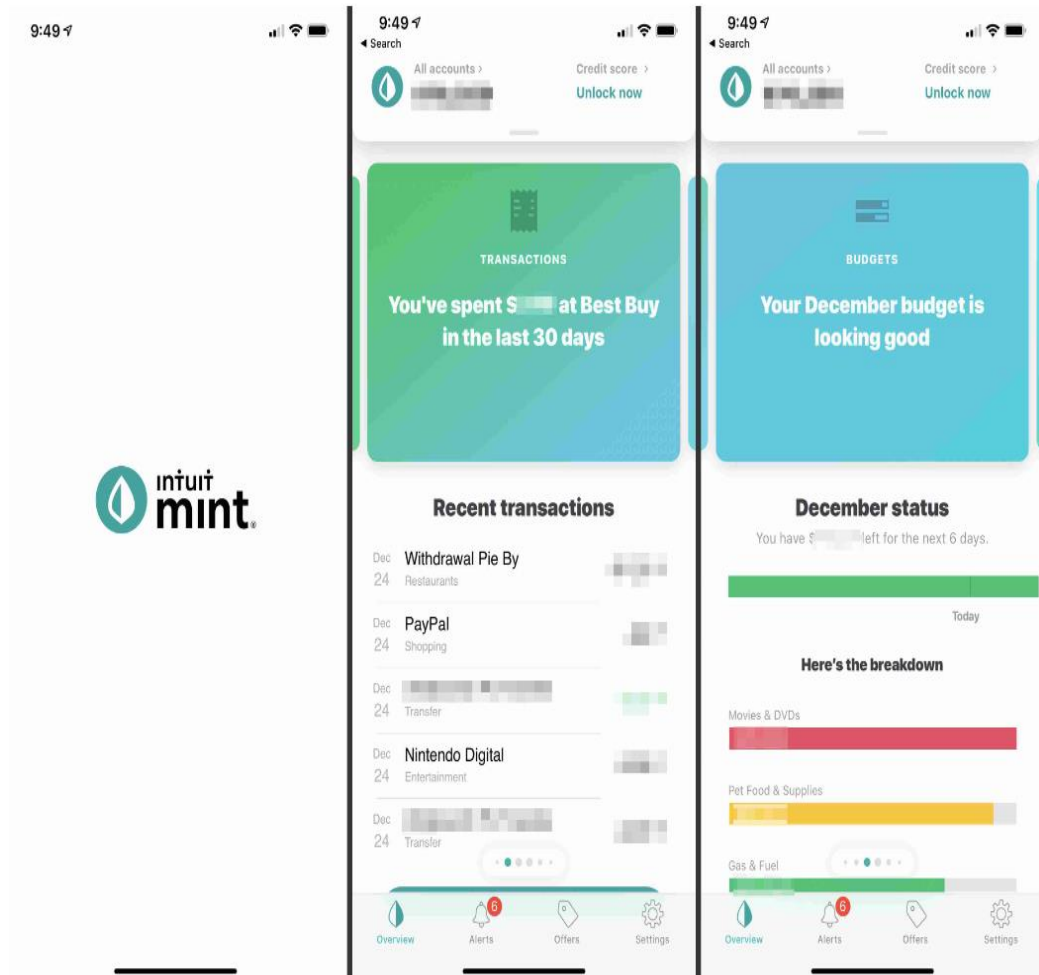 9:49
intuit
mint.
9:49
Search
All accounts >
Credit score >
Unlock now
TRANSACTIONS
You've spent $ at Best Buy
in the last 30 days
Recent transactions
Dec
24
Withdrawal Pie By
Restaurants
Dec
24
PayPal
Shopping
Dec
24
Transfer
Dec
24
Nintendo Digital
Entertainment
Dec
24
Transfer
6
Overview
Alerts
Offers
Settings
9:49
Search
All accounts >
Credit score >
Unlock now
BUDGETS
Your December budget is
looking good
December status
You have $ left for the next 6 days.
Today
Here's the breakdown
Movies & DVDs
Pet Food & Supplies
Gas & Fuel
6
Overview
Alerts
Offers
Settings